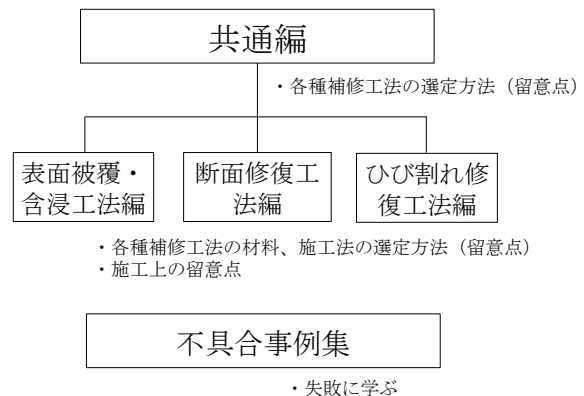 共通編
・各種補修工法の選定方法（留意点）
表面被覆・
含浸工法編
断面修復工
法編
ひび割れ修
復工法編
・各種補修工法の材料、施工法の選定方法（留意点）
・施工上の留意点
不具合事例集
・失敗に学ぶ